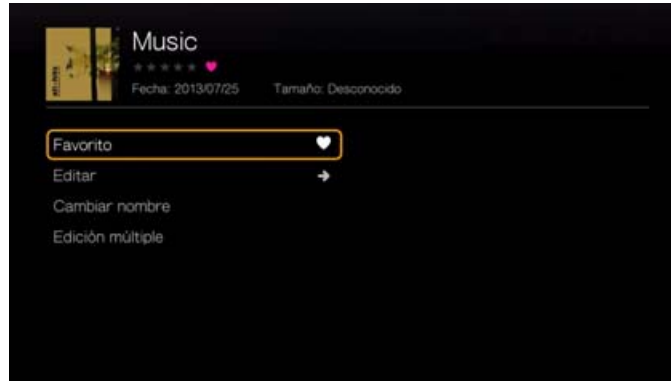 Music
Fecha: 2013/07/25 Tamaño: Desconocido
Favorito
Editar
Cambiar nombre
Edición múltiple